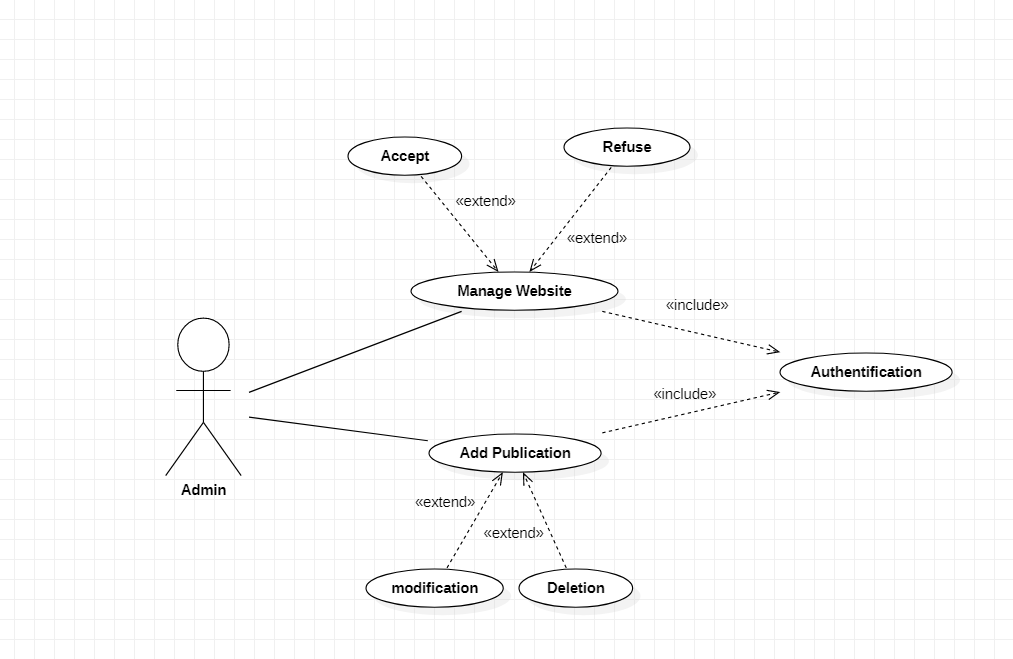 Accept
Refuse
«extend»
«extend»
Manage Website
«include»
Authentification
«include»
Add Publication
Admin
«extend»
«extend»
modification
Deletion